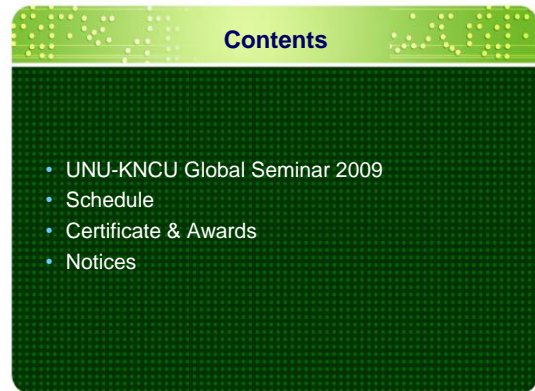 Contents
• UNU-KNCU Global Seminar 2009
• Schedule
• Certificate & Awards
• Notices